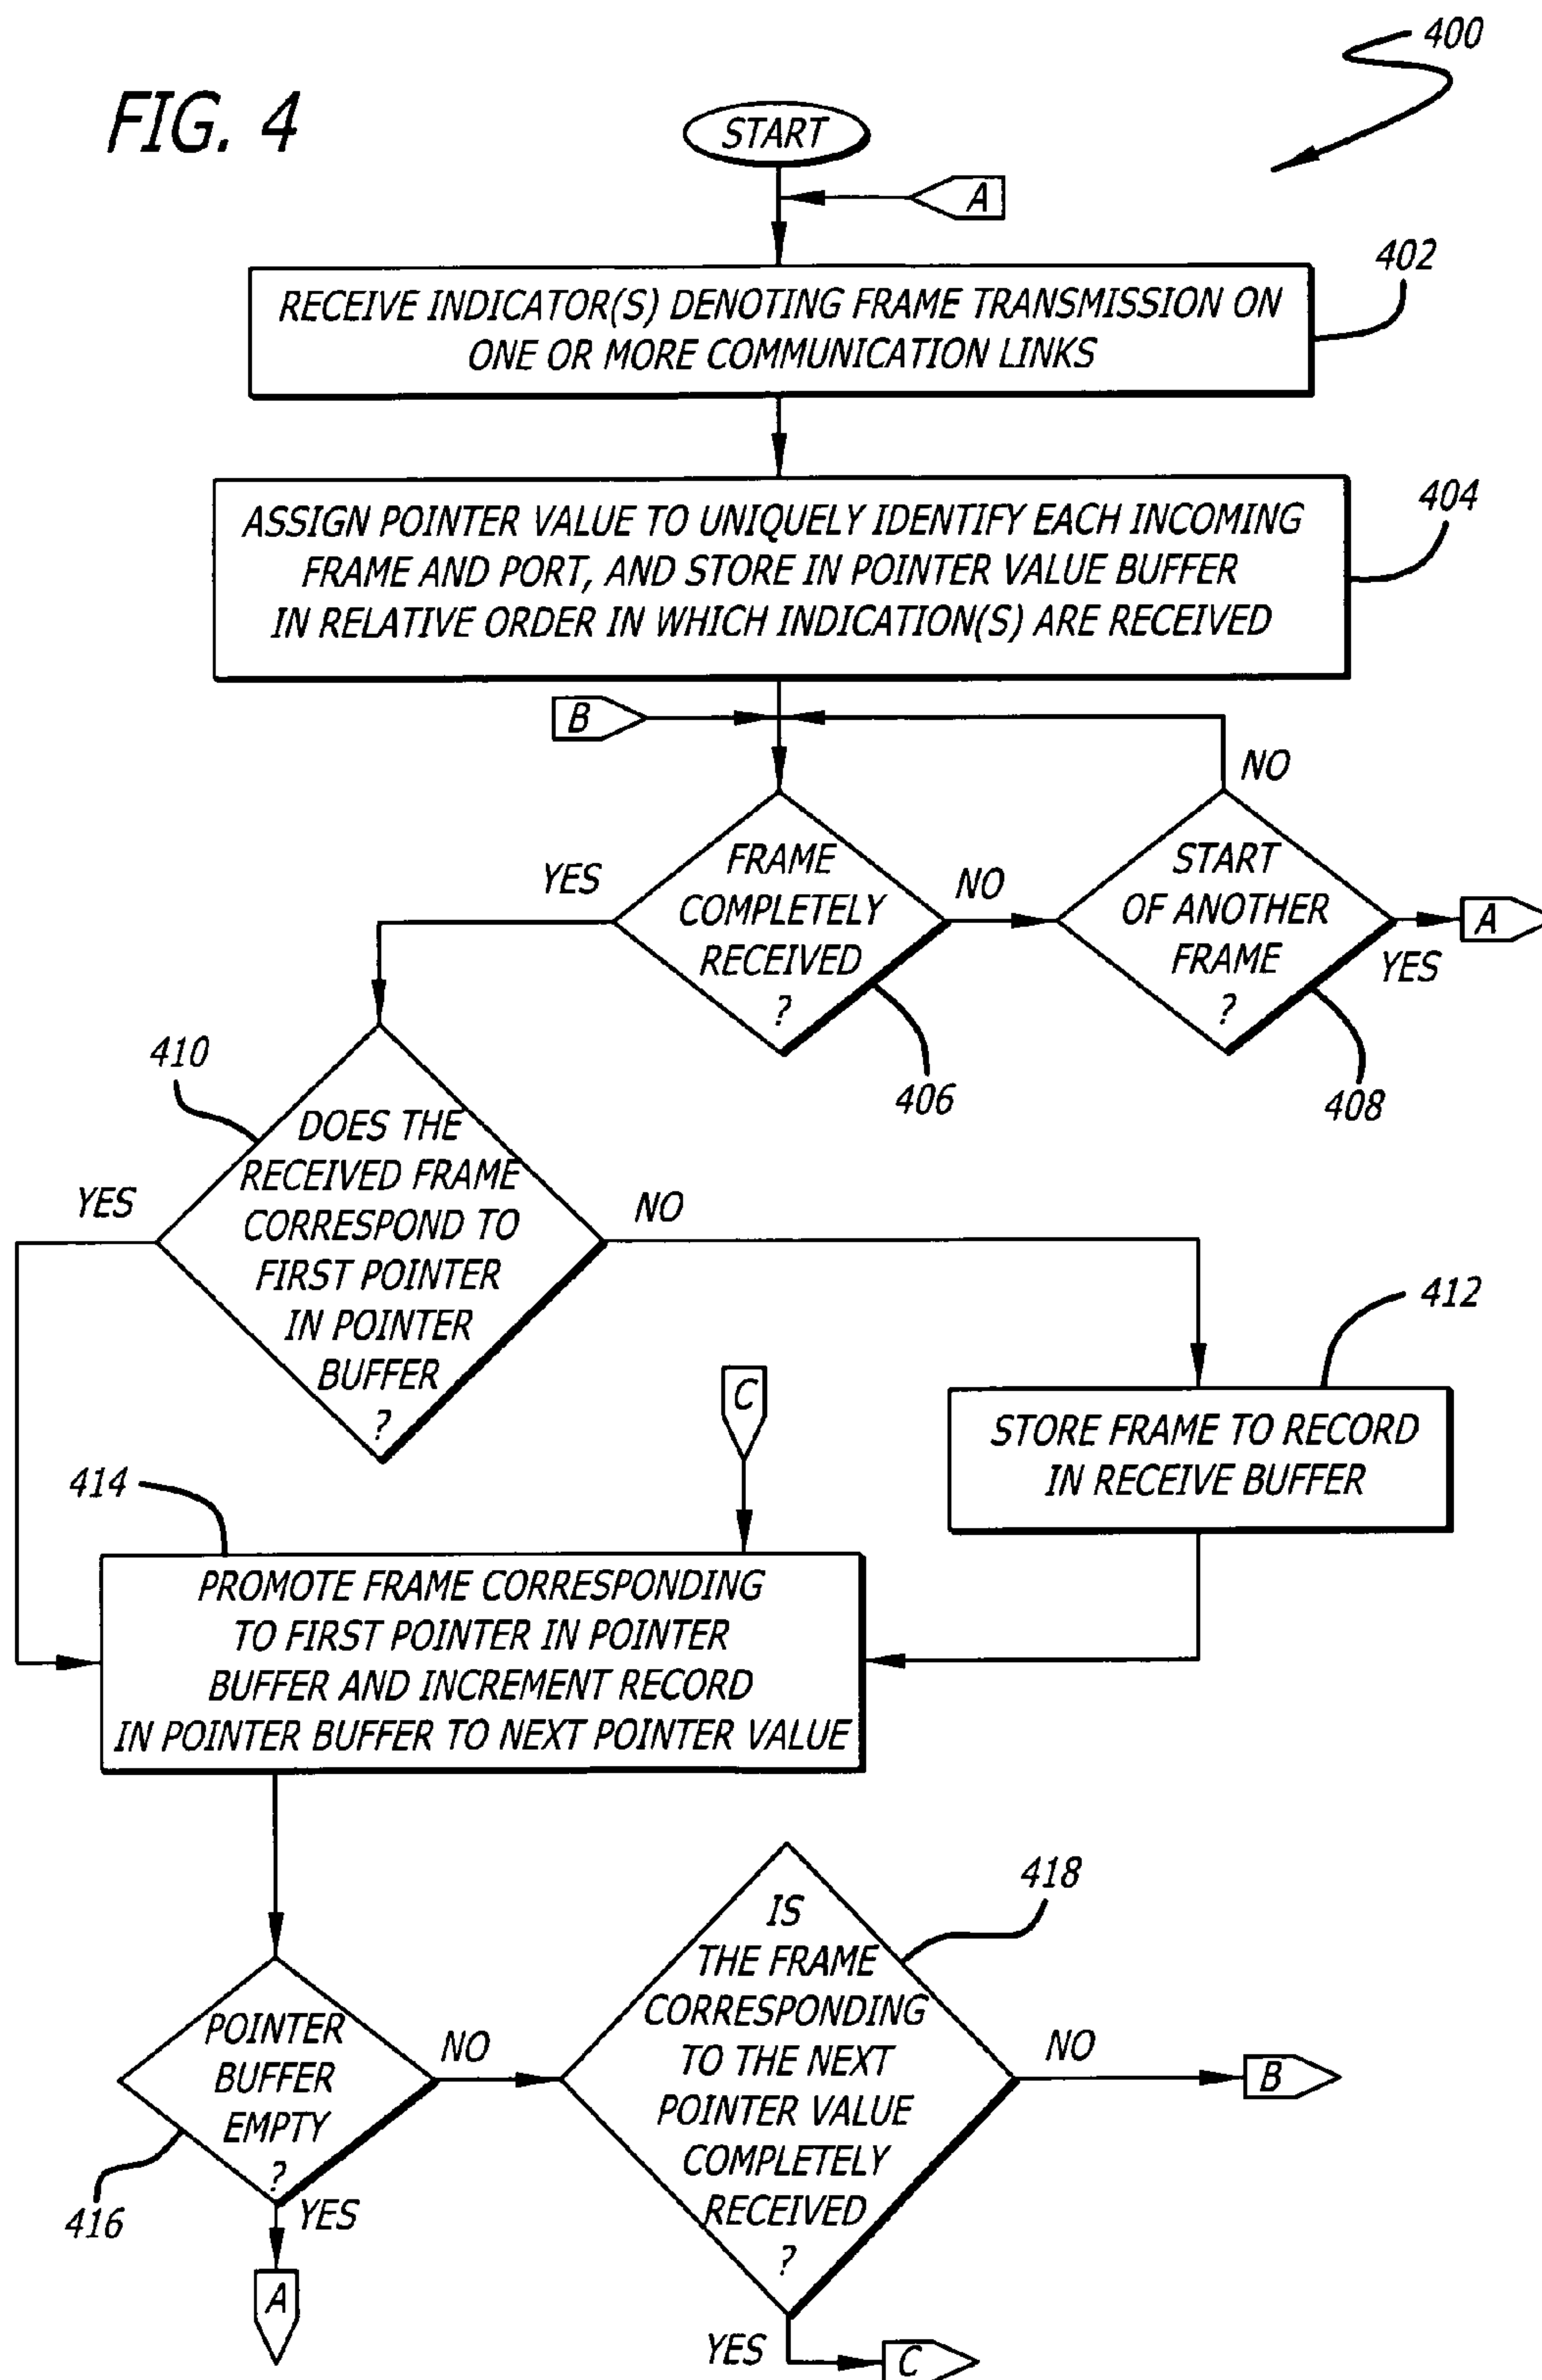 400
FIG. 4
START
A
402
RECEIVE INDICATOR(S) DENOTING FRAME TRANSMISSION ON
ONE OR MORE COMMUNICATION LINKS
404
ASSIGN POINTER VALUE TO UNIQUELY IDENTIFY EACH INCOMING
FRAME AND PORT, AND STORE IN POINTER VALUE BUFFER
IN RELATIVE ORDER IN WHICH INDICATION(S) ARE RECEIVED
B
NO
YES
FRAME
COMPLETELY
RECEIVED
?
406
NO
START
OF ANOTHER
FRAME
?
408
YES
A
410
DOES THE
RECEIVED FRAME
CORRESPOND TO
FIRST POINTER
IN POINTER
BUFFER
?
YES
NO
412
STORE FRAME TO RECORD
IN RECEIVE BUFFER
C
414
PROMOTE FRAME CORRESPONDING
TO FIRST POINTER IN POINTER
BUFFER AND INCREMENT RECORD
IN POINTER BUFFER TO NEXT POINTER VALUE
POINTER
BUFFER
EMPTY
?
416
YES
A
NO
418
IS
THE FRAME
CORRESPONDING
TO THE NEXT
POINTER VALUE
COMPLETELY
RECEIVED
?
NO
B
YES
C